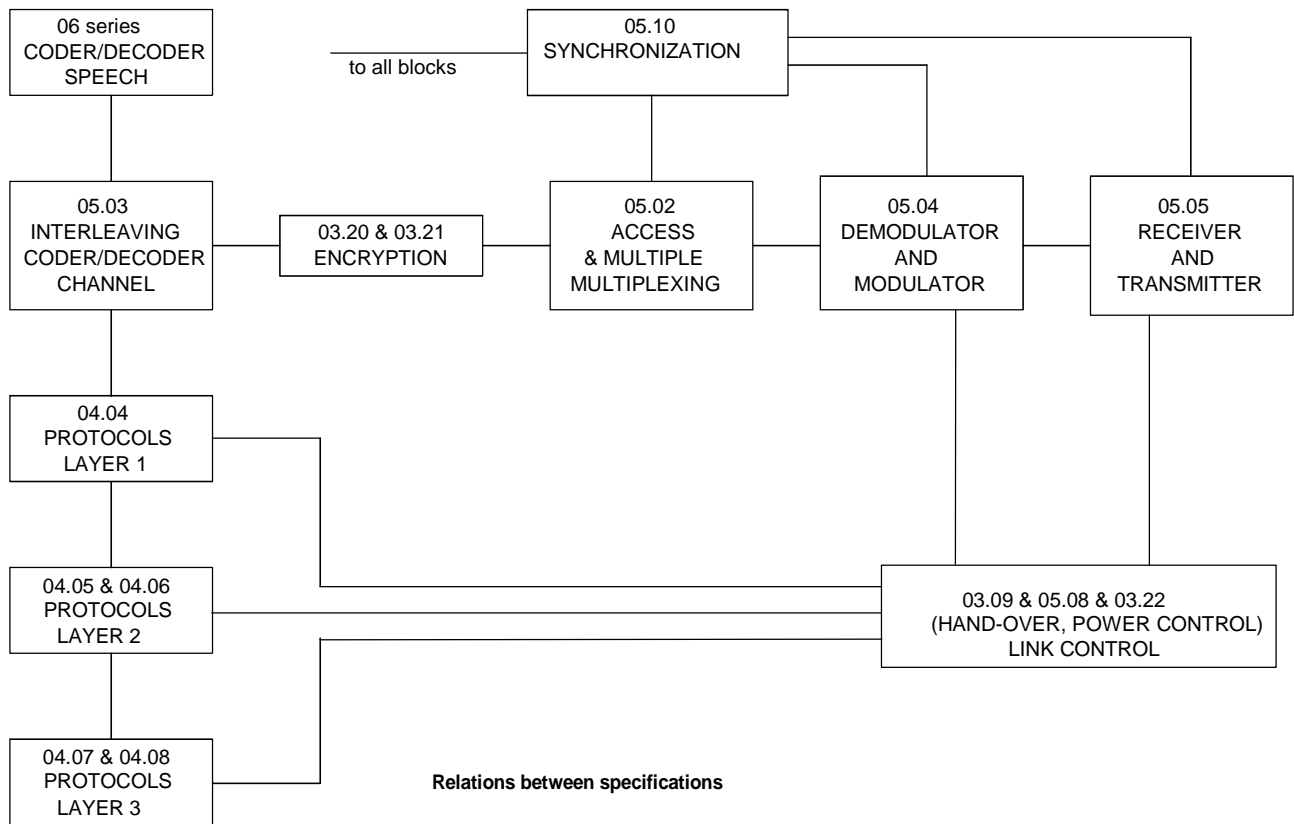 06 series
CODER/DECODER
SPEECH
05.10
SYNCHRONIZATION
to all blocks
05.03
INTERLEAVING
CODER/DECODER
CHANNEL
03.20 & 03.21
ENCRYPTION
05.02
ACCESS
& MULTIPLE
MULTIPLEXING
05.04
DEMODULATOR
AND
MODULATOR
05.05
RECEIVER
AND
TRANSMITTER
04.04
PROTOCOLS
LAYER 1
04.05 & 04.06
PROTOCOLS
LAYER 2
03.09 & 05.08 & 03.22
(HAND-OVER, POWER CONTROL)
LINK CONTROL
04.07 & 04.08
PROTOCOLS
LAYER 3
Relations between specifications